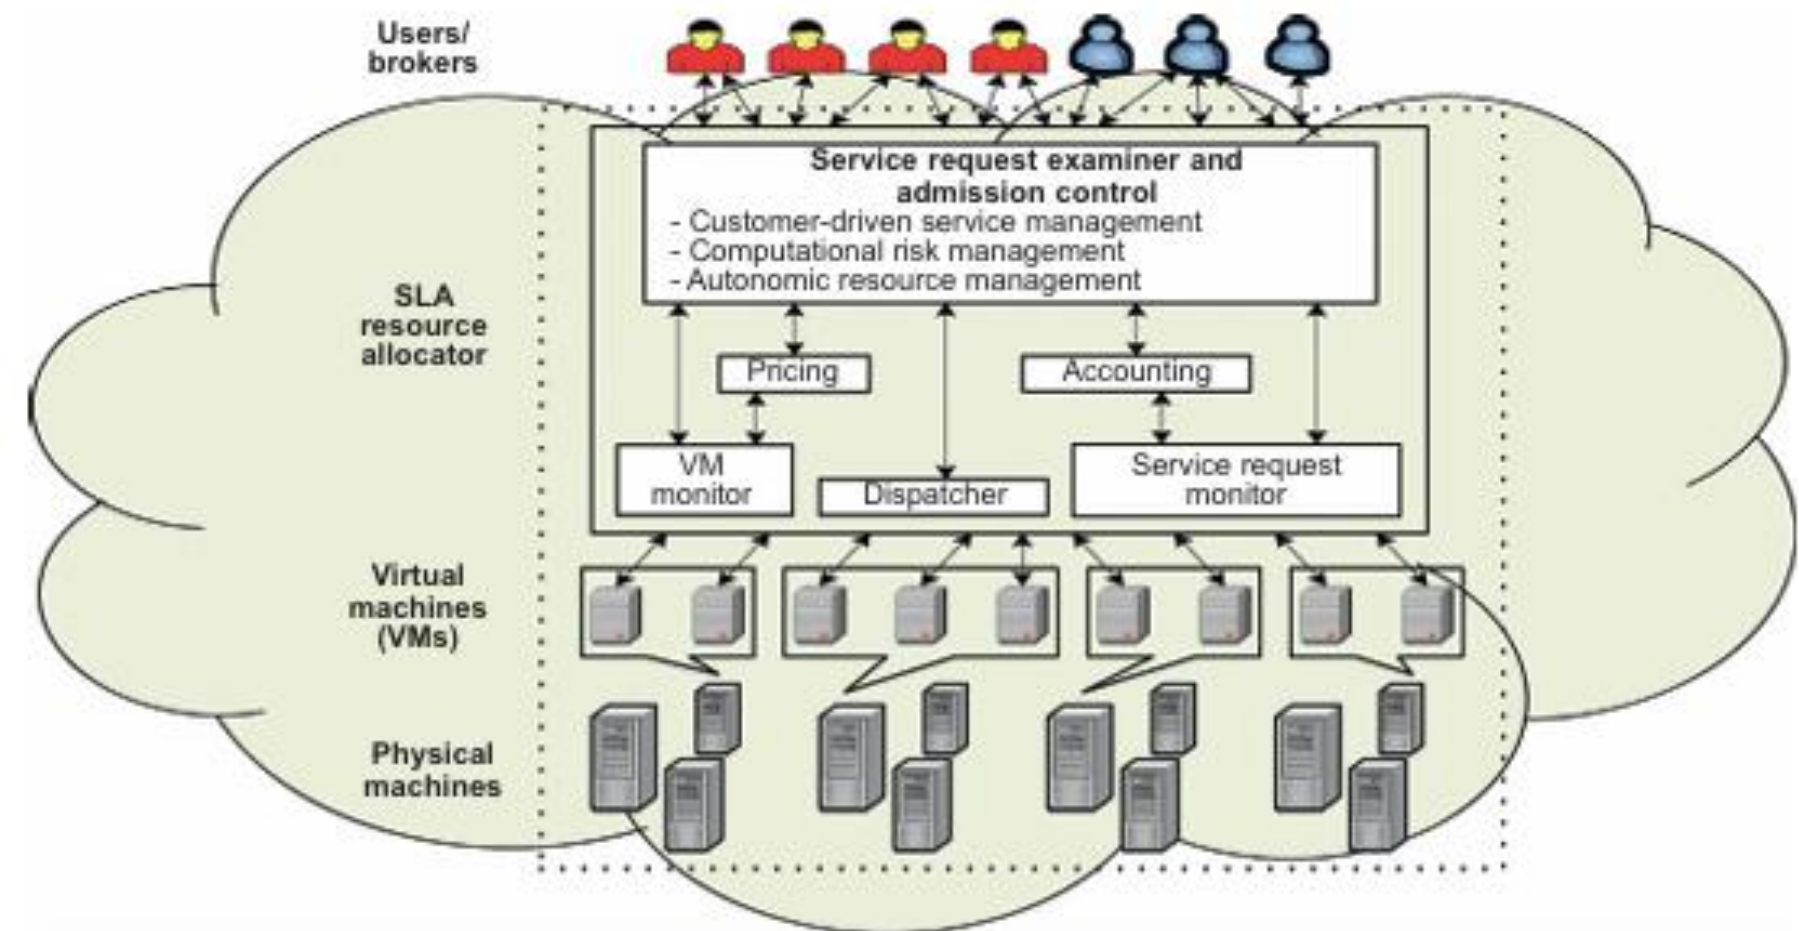 Users/
brokers
Service request examiner and
admission control
- Customer-driven service management
- Computational risk management
- Autonomic resource management
SLA
resource
allocator
Pricing
Accounting
VM
monitor
Dispatcher
Service request
monitor
Virtual
machines
(VMs)
Physical
machines